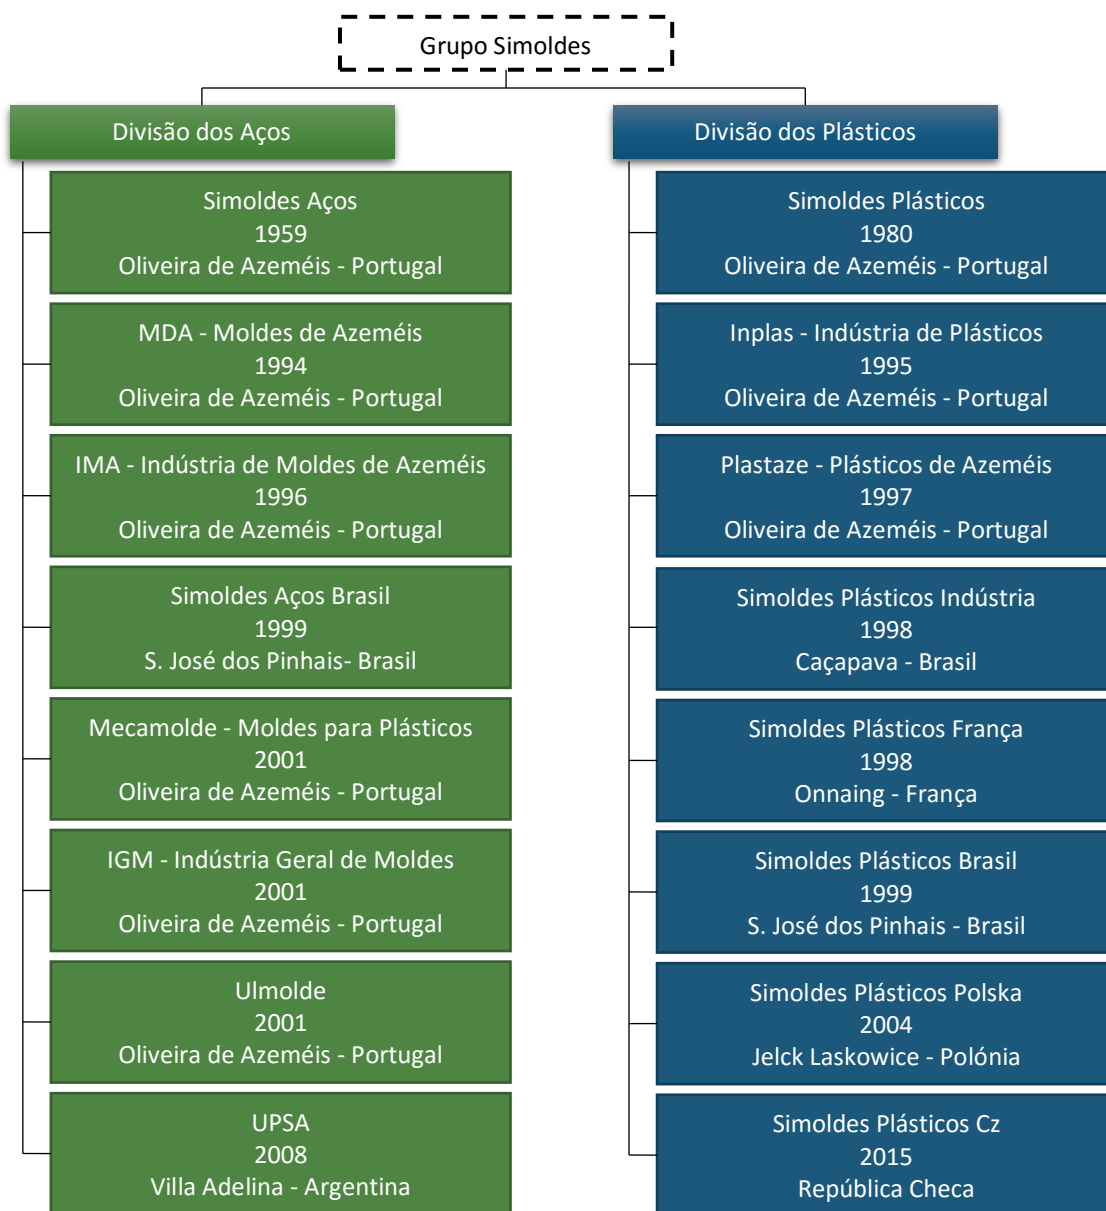 Grupo Simoldes
Divisão dos Aços
Simoldes Aços
1959
Oliveira de Azeméis - Portugal
MDA - Moldes de Azeméis
1994
Oliveira de Azeméis - Portugal
IMA - Indústria de Moldes de Azeméis
1996
Oliveira de Azeméis - Portugal
Simoldes Aços Brasil
1999
S. José dos Pinhais- Brasil
Mecamolde - Moldes para Plásticos
2001
Oliveira de Azeméis - Portugal
IGM - Indústria Geral de Moldes
2001
Oliveira de Azeméis - Portugal
Ulmolde
2001
Oliveira de Azeméis - Portugal
UPSA
2008
Villa Adelina - Argentina
Divisão dos Plásticos
Simoldes Plásticos
1980
Oliveira de Azeméis - Portugal
Inplas - Indústria de Plásticos
1995
Oliveira de Azeméis - Portugal
Plastaze - Plásticos de Azeméis
1997
Oliveira de Azeméis - Portugal
Simoldes Plásticos Indústria
1998
Caçapava - Brasil
Simoldes Plásticos França
1998
Onnaing - França
Simoldes Plásticos Brasil
1999
S. José dos Pinhais - Brasil
Simoldes Plásticos Polska
2004
Jelck Laskowice - Polónia
Simoldes Plásticos Cz
2015
República Checa